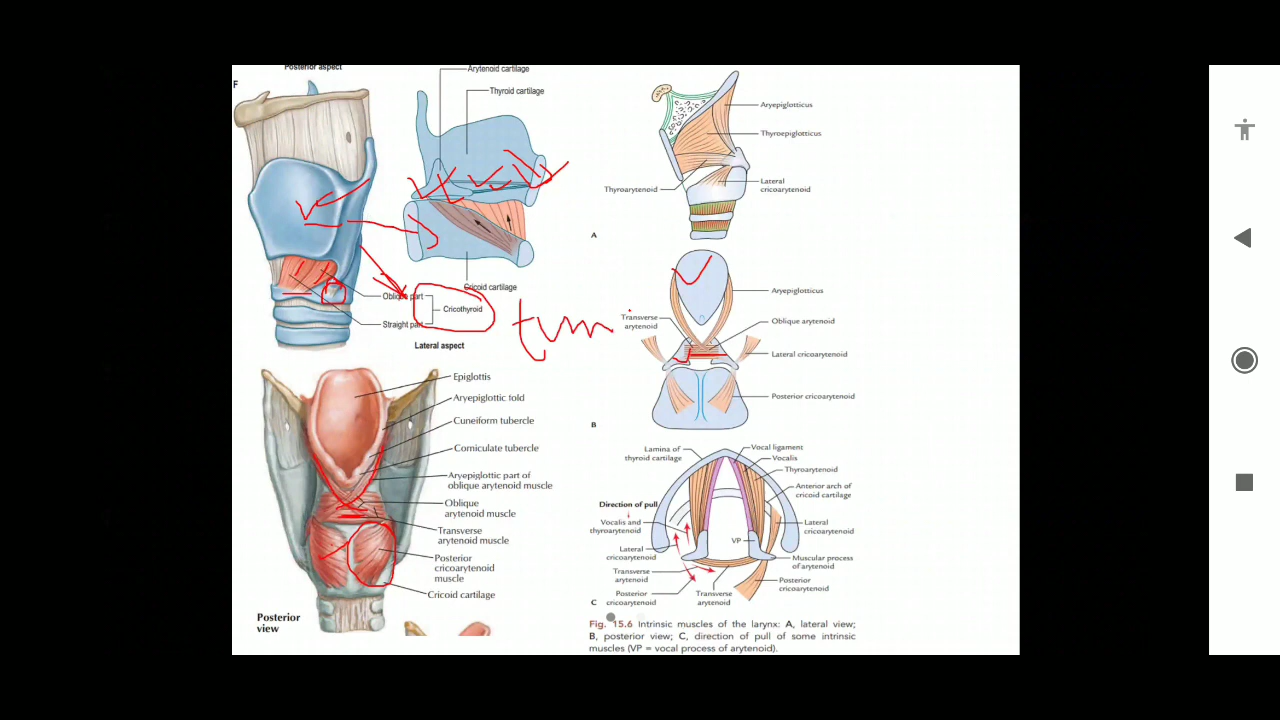 Posterior aspect
F
Arytenoid cartilage
Thyroid cartilage
Cricoid cartilage
Oblique part
Cricothyroid
Straight part
Lateral aspect
Epiglottis
Aryepiglottic fold
Cuneiform tubercle
Corniculate tubercle
Aryepiglottic part of
oblique arytenoid muscle
Oblique
arytenoid muscle
Transverse
arytenoid muscle
Posterior
cricoarytenoid
muscle
Cricoid cartilage
Posterior
view
Aryepiglotticus
Thyroepiglotticus
Thyroarytenoid
Lateral
cricoarytenoid
A
Aryepiglotticus
Transverse
arytenoid
Oblique arytenoid
Lateral cricoarytenoid
Posterior cricoarytenoid
B
Lamina of
thyroid cartilage
Vocal ligament
Vocalis
Thyroarytenoid
Anterior arch of
cricoid cartilage
Direction of pull
Vocalis and
thyroarytenoid
Lateral
cricoarytenoid
Lateral
cricoarytenoid
VP
Muscular process
of arytenoid
Transverse
arytenoid
Posterior
cricoarytenoid
Posterior
cricoarytenoid
Transverse
arytenoid
C
Fig. 15.6 Intrinsic muscles of the larynx: A, lateral view;
B, posterior view; C, direction of pull of some intrinsic
muscles (VP = vocal process of arytenoid).